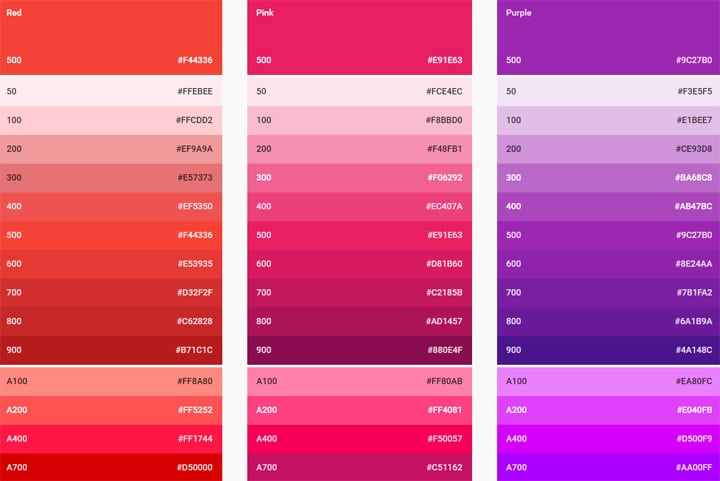 Red
500 #F44336
50 #FFEBEE
100 #FFCDD2
200 #EF9A9A
300 #E57373
400 #EF5350
500 #F44336
600 #E53935
700 #D32F2F
800 #C62828
900 #B71C1C
A100 #FF8A80
A200 #FF5252
A400 #FF1744
A700 #D50000
Pink
500 #E91E63
50 #FCE4EC
100 #F8BBD0
200 #F48FB1
300 #F06292
400 #EC407A
500 #E91E63
600 #D81B60
700 #C2185B
800 #AD1457
900 #880E4F
A100 #FF80AB
A200 #FF4081
A400 #F50057
A700 #C51162
Purple
500 #9C27B0
50 #F3E5F5
100 #E1BEE7
200 #CE93D8
300 #BA68C8
400 #AB47BC
500 #9C27B0
600 #8E24AA
700 #7B1FA2
800 #6A1B9A
900 #4A148C
A100 #EA80FC
A200 #E040FB
A400 #D500F9
A700 #AA00FF